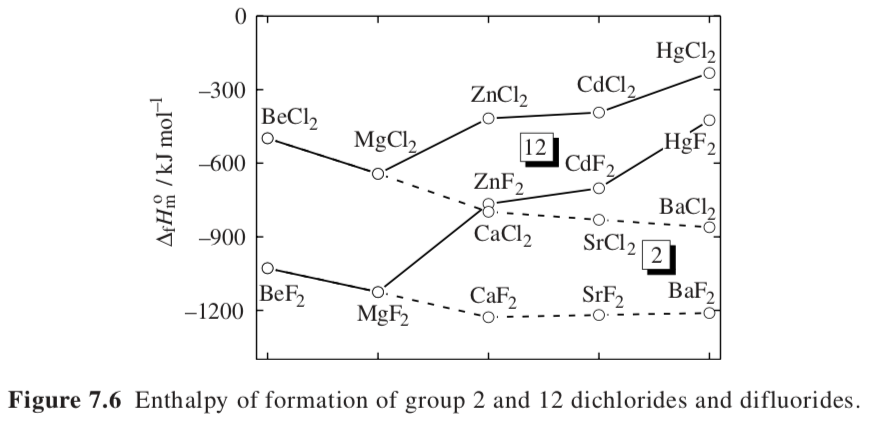 0
HgCl₂
–300
CdCl₂
ZnCl₂
BeCl₂
MgCl₂
12
HgF₂
–600
CdF₂
ZnF₂
BaCl₂
CaCl₂
SrCl₂
–900
2
BeF₂
MgF₂
CaF₂
SrF₂
BaF₂
–1200
ΔfHºm / kJ mol⁻¹
Figure 7.6 Enthalpy of formation of group 2 and 12 dichlorides and difluorides.